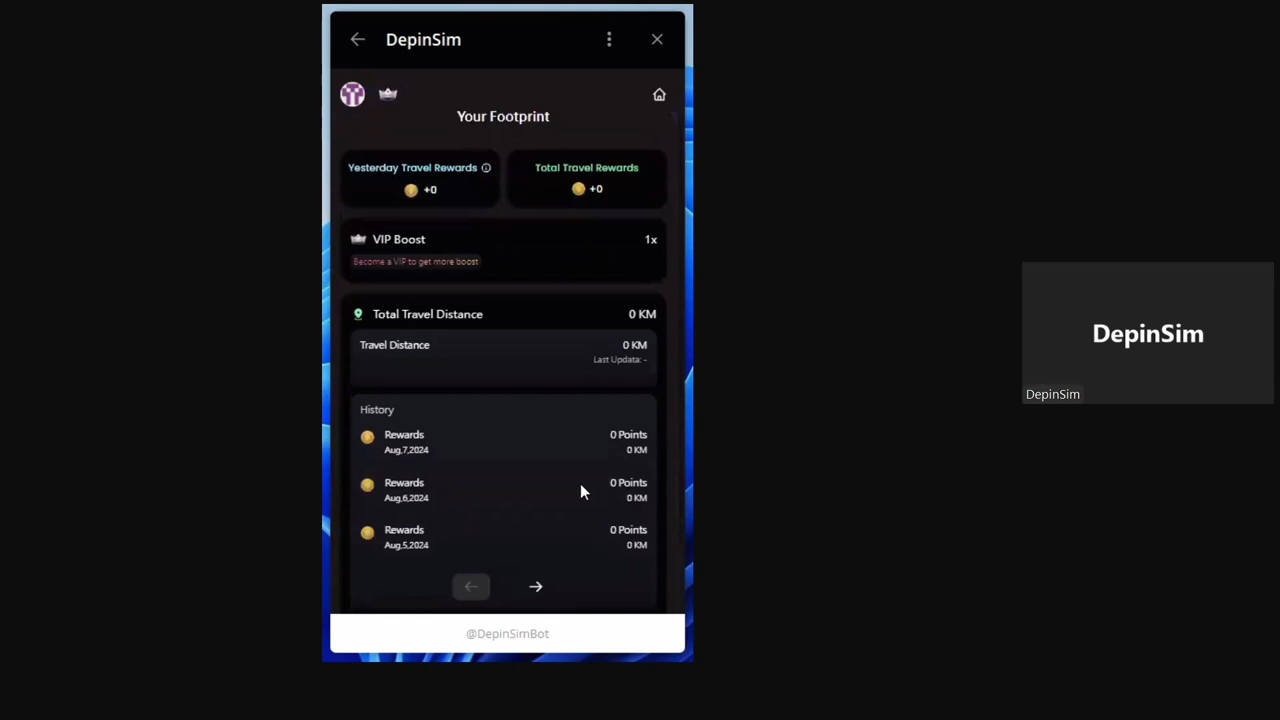 DepinSim
Your Footprint
Yesterday Travel Rewards
+0
Total Travel Rewards
+0
VIP Boost 1x
Become a VIP to get more boost
Total Travel Distance 0 KM
Travel Distance 0 KM
Last Updata: -
History
Rewards 0 Points
Aug,7,2024 0 KM
Rewards 0 Points
Aug,6,2024 0 KM
Rewards 0 Points
Aug,5,2024 0 KM
@DepinSimBot
DepinSim
DepinSim